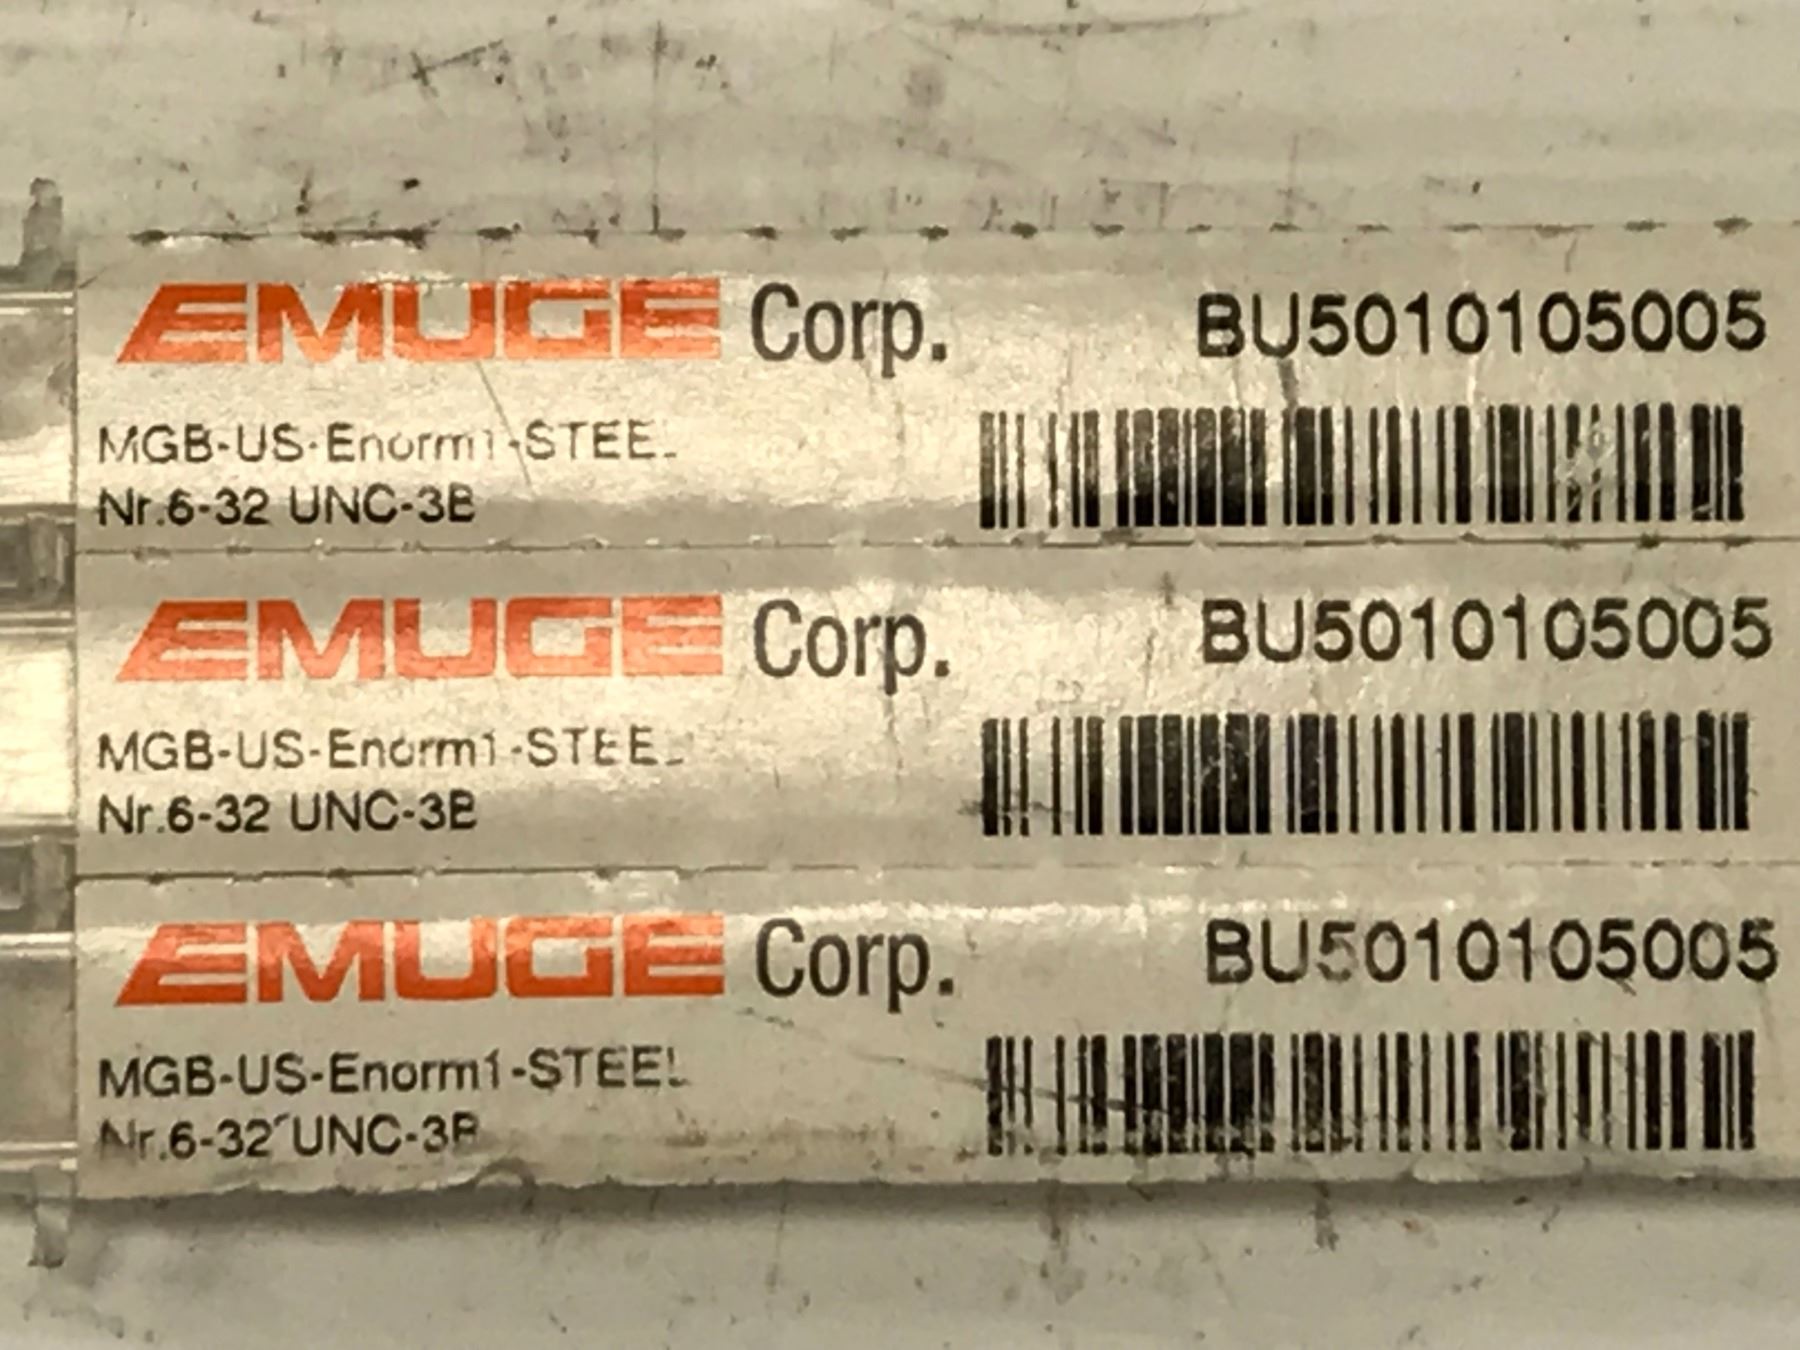 EMUGE Corp. BU5010105005
MGB-US-Enorm1-STEEL
Nr.6-32 UNC-3B
EMUGE Corp. BU5010105005
MGB-US-Enorm1-STEEL
Nr.6-32 UNC-3B
EMUGE Corp. BU5010105005
MGB-US-Enorm1-STEEL
Nr.6-32 UNC-3B